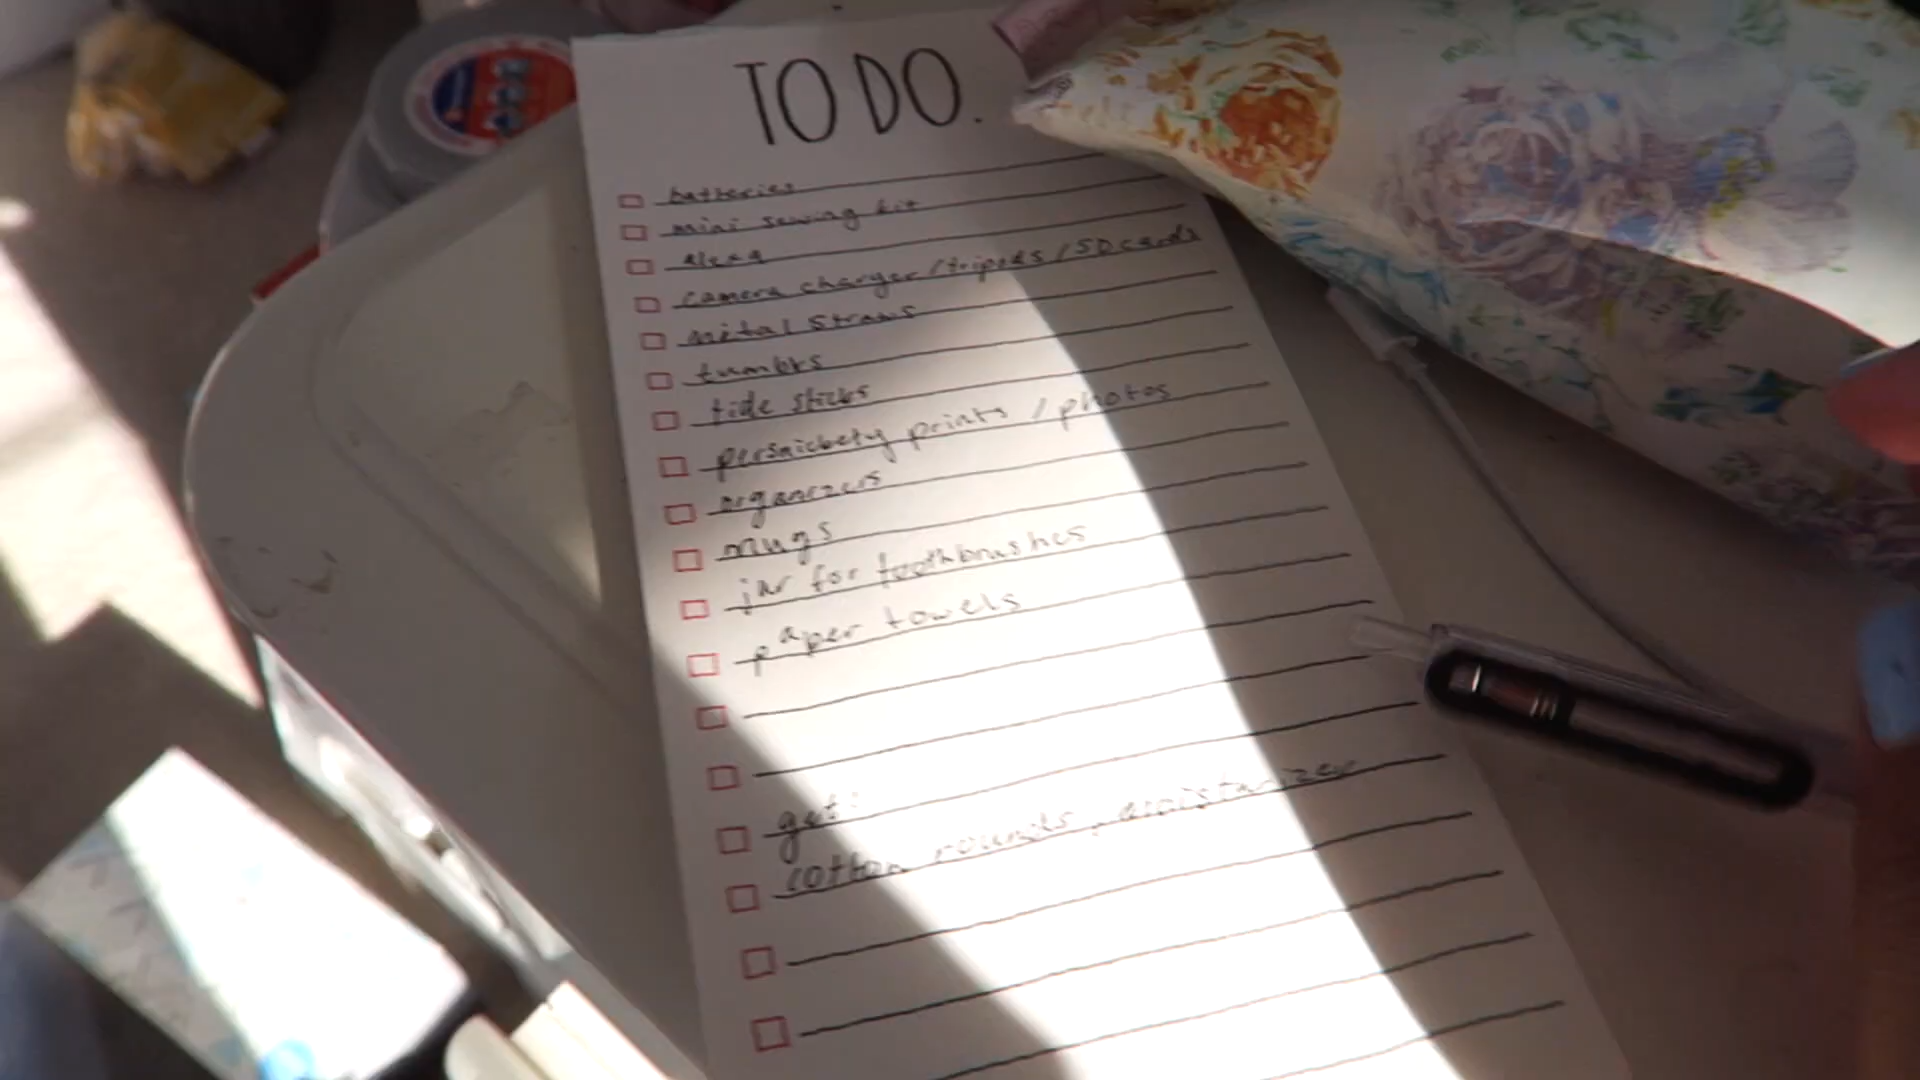 TO DO.
batteries
mini sewing kit
alexa
camera charger/tripods/SD cards
metal straws
tumblrs
tide sticks
persnickety prints / photos
organizers
mugs
jar for toothbrushes
paper towels
get:
cotton rounds, moisturizer